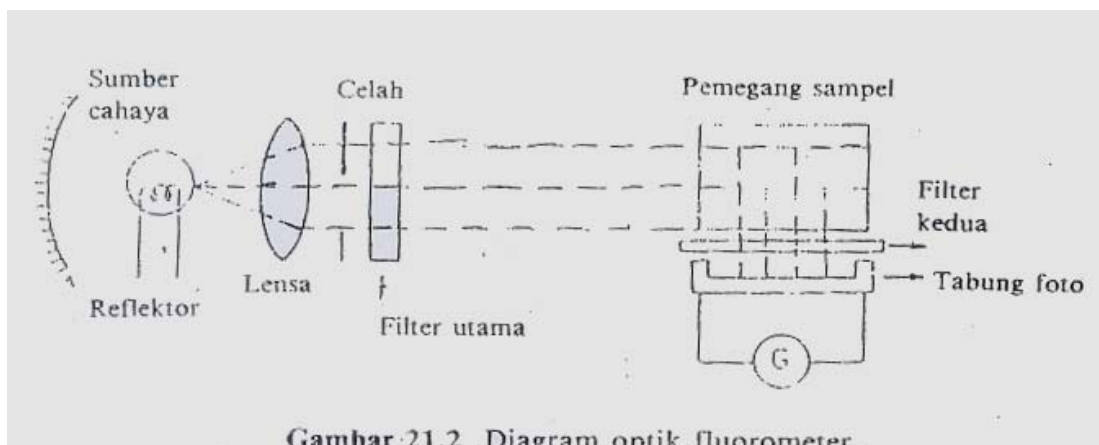 Sumber
cahaya
Celah
Pemegang sampel
Filter
kedua
Tabung foto
Lensa
Reflektor
Filter utama
G
Gambar 21.2 Diagram optik fluorometer